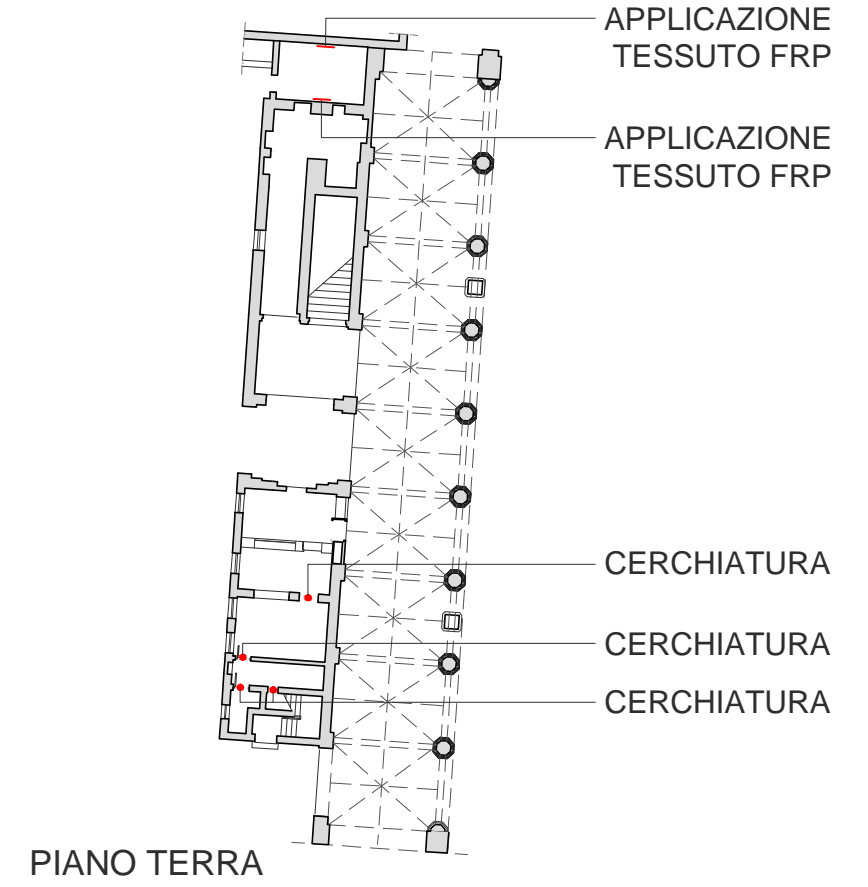 APPLICAZIONE
TESSUTO FRP
APPLICAZIONE
TESSUTO FRP
CERCHIATURA
CERCHIATURA
CERCHIATURA
PIANO TERRA